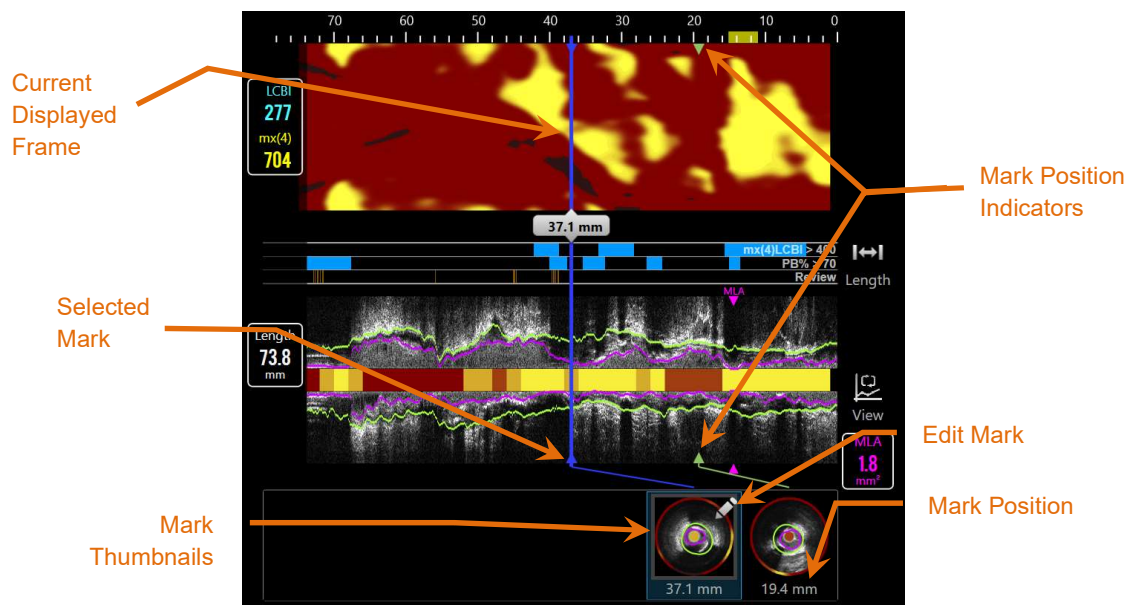 70 60 50 40 30 20 10 0
Current
Displayed
Frame
LCBI
277
mx(4)
704
Mark Position
Indicators
37.1 mm
mx(4)LCBI > 400
PB% > 70
Review
Length
MLA
Selected
Mark
Length
73.8
mm
View
MLA
1.8
mm²
Edit Mark
Mark Position
Mark
Thumbnails
37.1 mm
19.4 mm